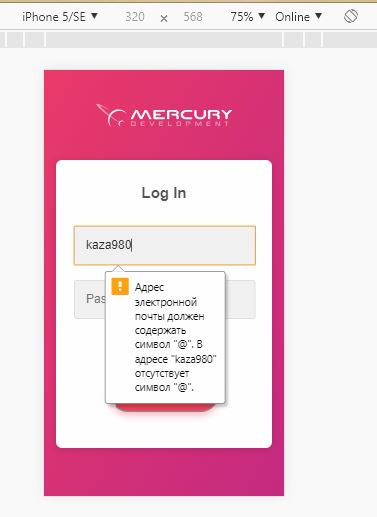 iPhone 5/SE ▼ 320 × 568 75% ▼ Online ▼
MERCURY
DEVELOPMENT
Log In
kaza980
Pas
Адрес
электронной
почты должен
содержать
символ "@". В
адресе "kaza980"
отсутствует
символ "@".